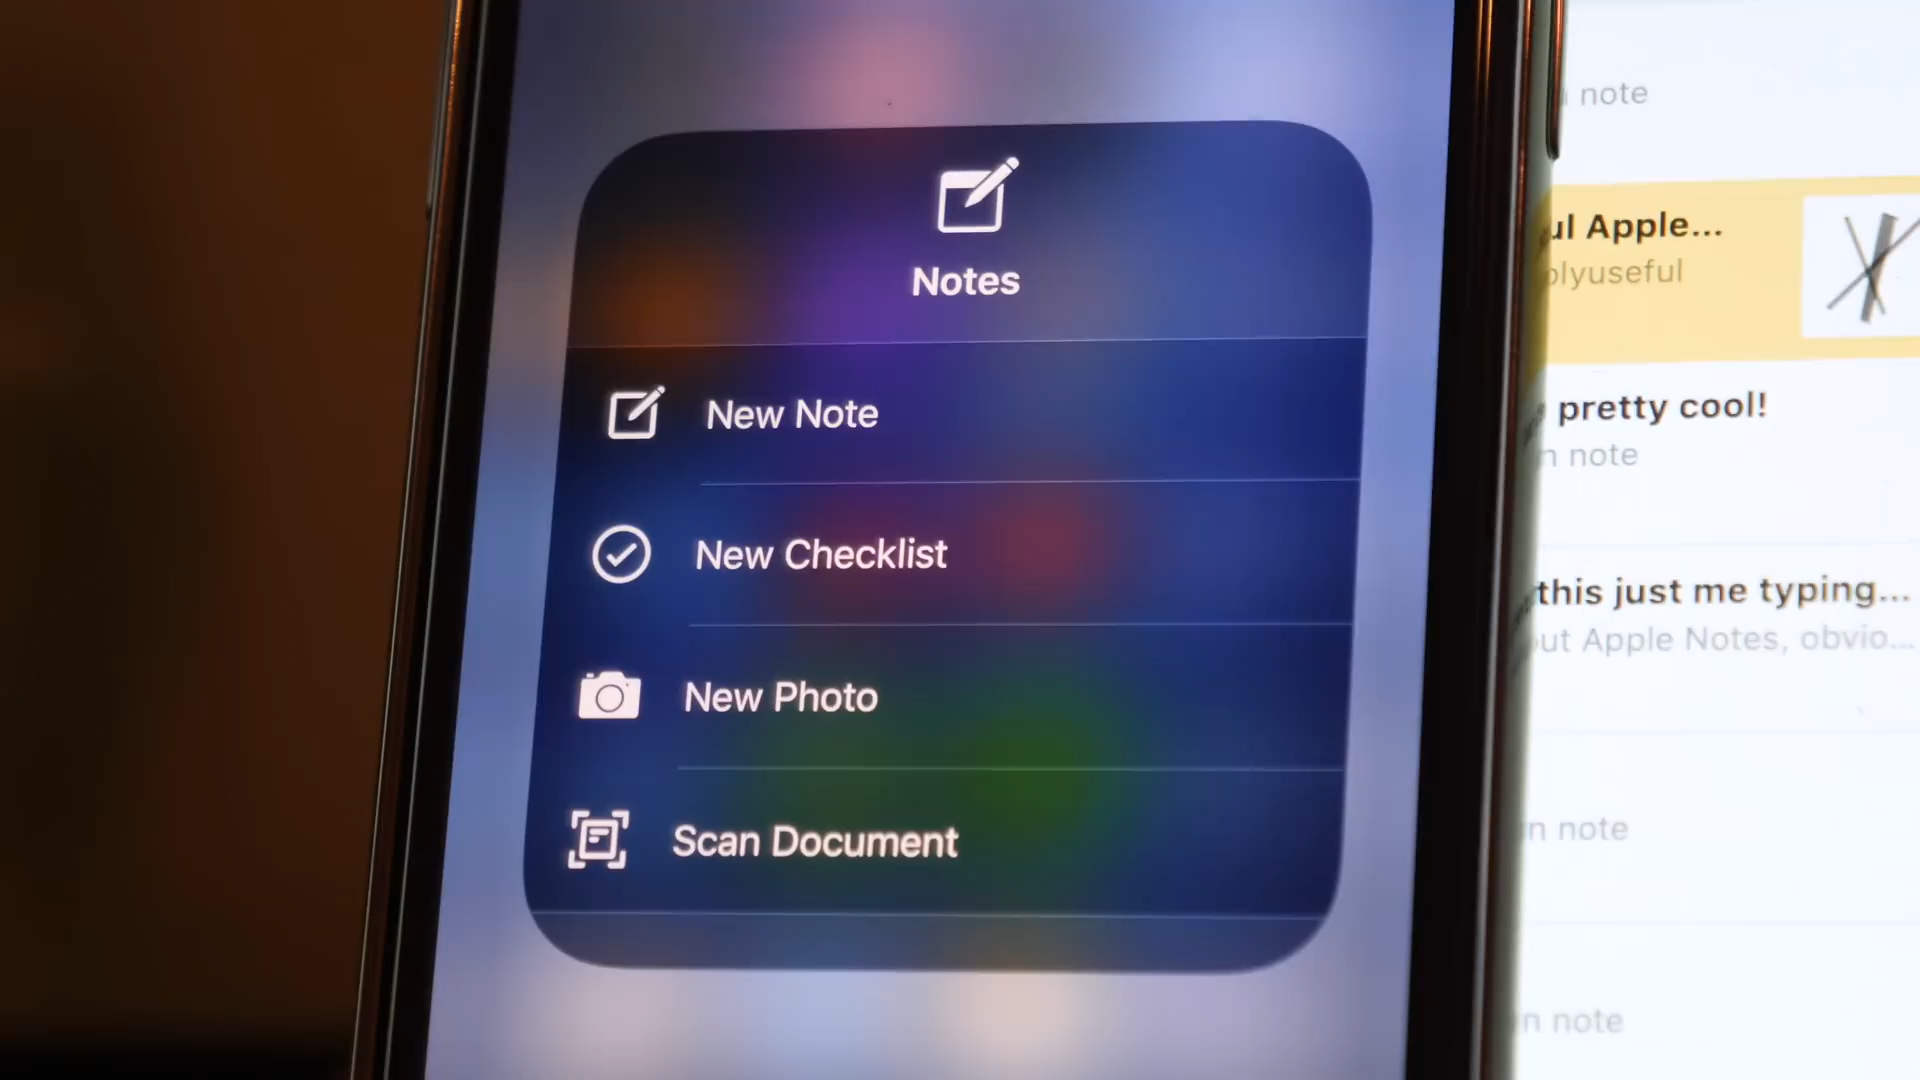 Notes
New Note
New Checklist
New Photo
Scan Document
note
Apple...
pretty cool!
note
this just me typing...
Apple Notes, obvio...
note
note